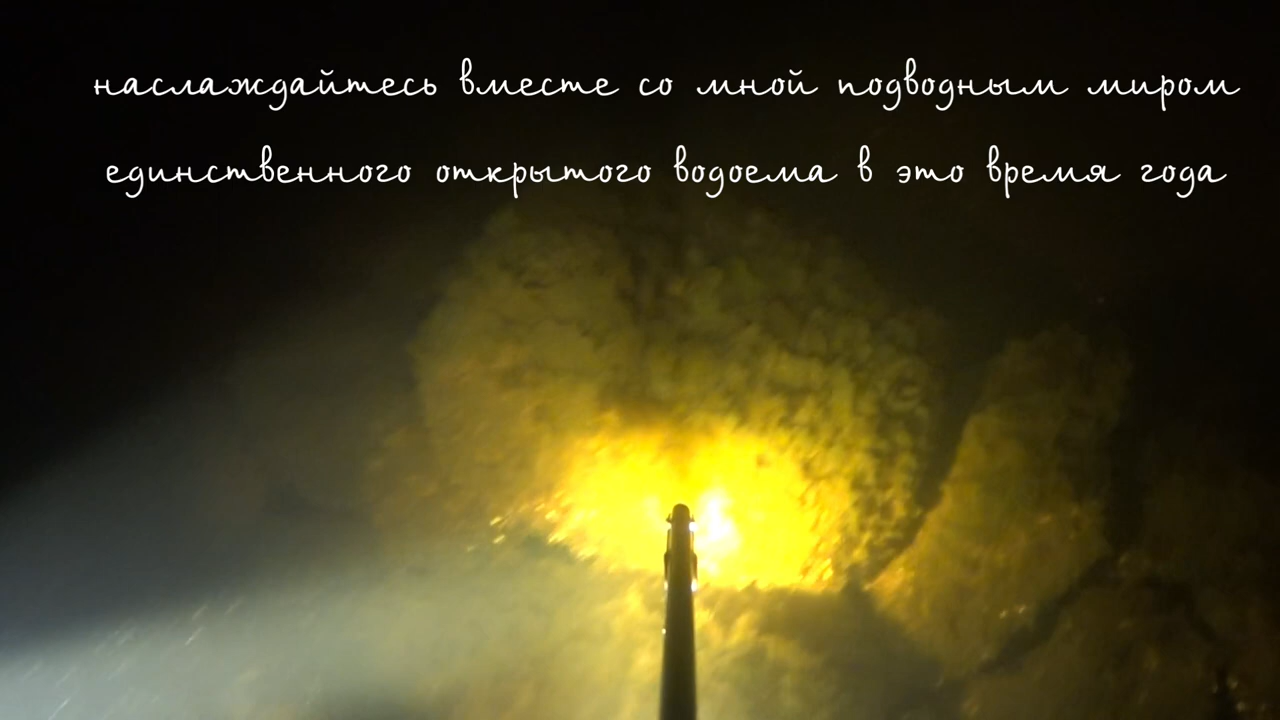 наслаждайтесь вместе со мной подводным миром
единственного открытого водоема в это время года